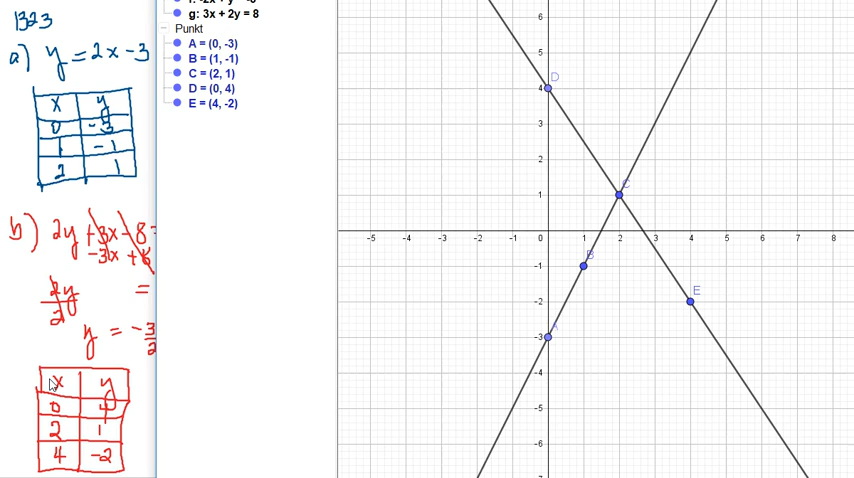 1323
a) y = 2x - 3
x y
0 -3
1 -1
2 1
b) 2y + 3x - 8 =
-3x + 8
2y =
2
y = -3
2
x y
0 4
2 1
4 -2
g: 3x + 2y = 8
Punkt
A = (0, -3)
B = (1, -1)
C = (2, 1)
D = (0, 4)
E = (4, -2)
6
5
4
3
2
1
-5 -4 -3 -2 -1 0 1 2 3 4 5 6 7 8
-1
-2
-3
-4
-5
-6
D
C
B
E
A